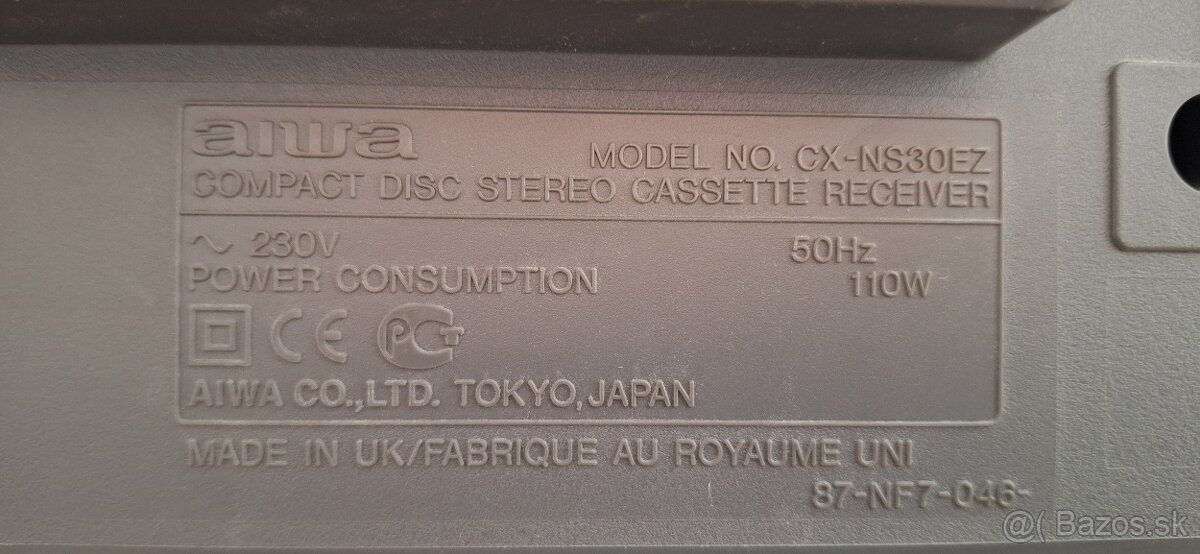 aiwa MODEL NO. CX-NS30EZ
COMPACT DISC STEREO CASSETTE RECEIVER
~ 230V 50Hz
POWER CONSUMPTION 110W
CE PCT
AIWA CO.,LTD. TOKYO,JAPAN
MADE IN UK/FABRIQUE AU ROYAUME UNI
87-NF7-046-
@( Bazos.sk